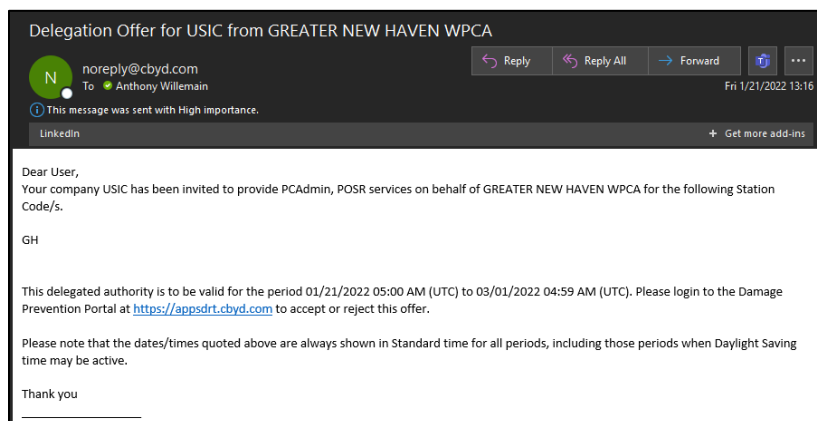 Delegation Offer for USIC from GREATER NEW HAVEN WPCA
N
noreply@cbyd.com
To Anthony Willemain
Reply
Reply All
Forward
Fri 1/21/2022 13:16
This message was sent with High importance.
LinkedIn
+ Get more add-ins
Dear User,
Your company USIC has been invited to provide PCAdmin, POSR services on behalf of GREATER NEW HAVEN WPCA for the following Station
Code/s.
GH
This delegated authority is to be valid for the period 01/21/2022 05:00 AM (UTC) to 03/01/2022 04:59 AM (UTC). Please login to the Damage
Prevention Portal at https://appsdrt.cbyd.com to accept or reject this offer.
Please note that the dates/times quoted above are always shown in Standard time for all periods, including those periods when Daylight Saving
time may be active.
Thank you